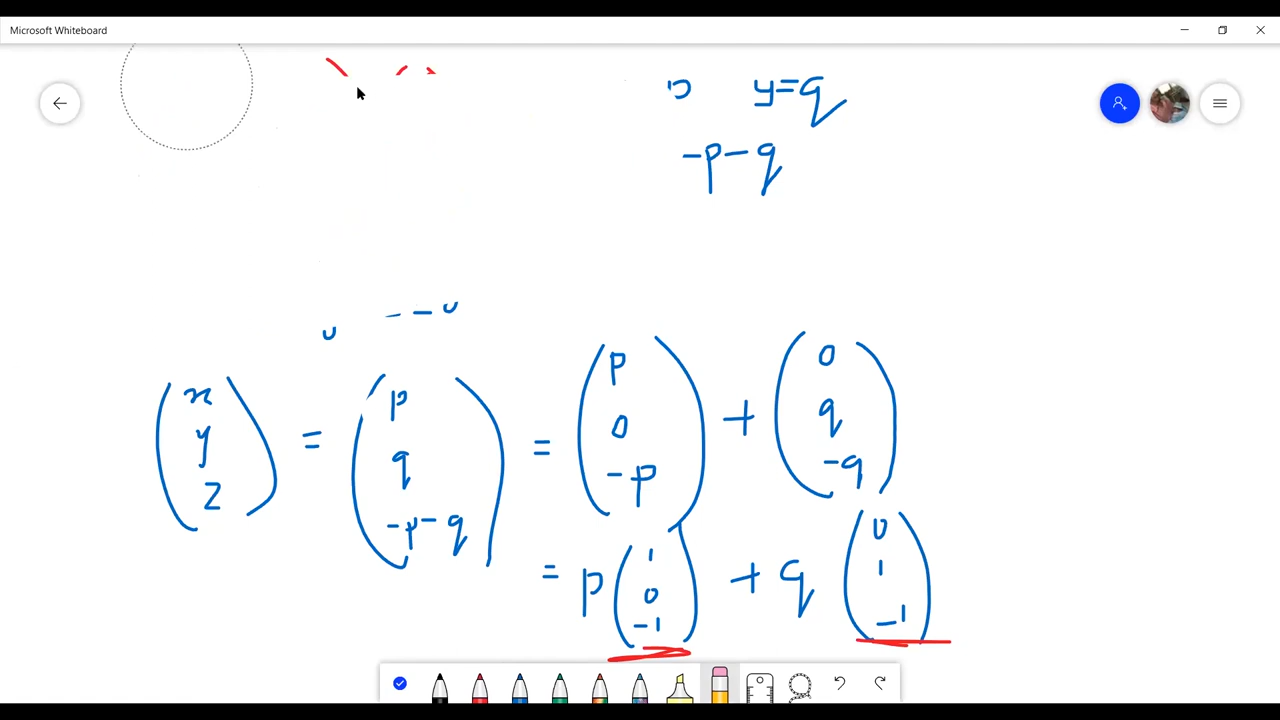 Microsoft Whiteboard
y=q
-p-q
(x y z) = (p q -p-q) = (p 0 -p) + (0 q -q)
= p (1 0 -1) + q (0 1 -1)